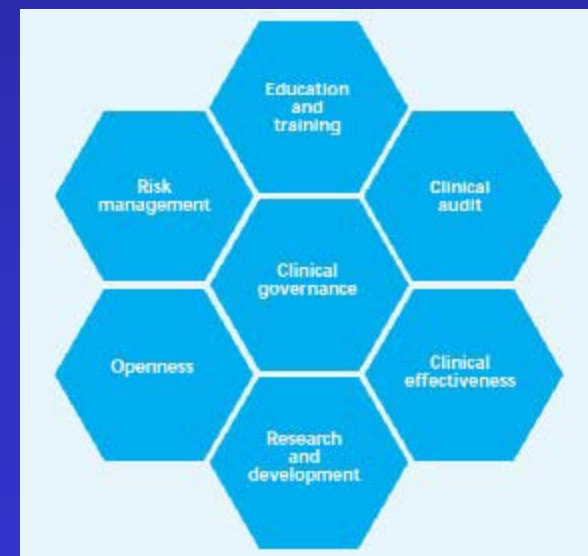 Education
and
training
Risk
management
Clinical
audit
Clinical
governance
Openness
Clinical
effectiveness
Research
and
development